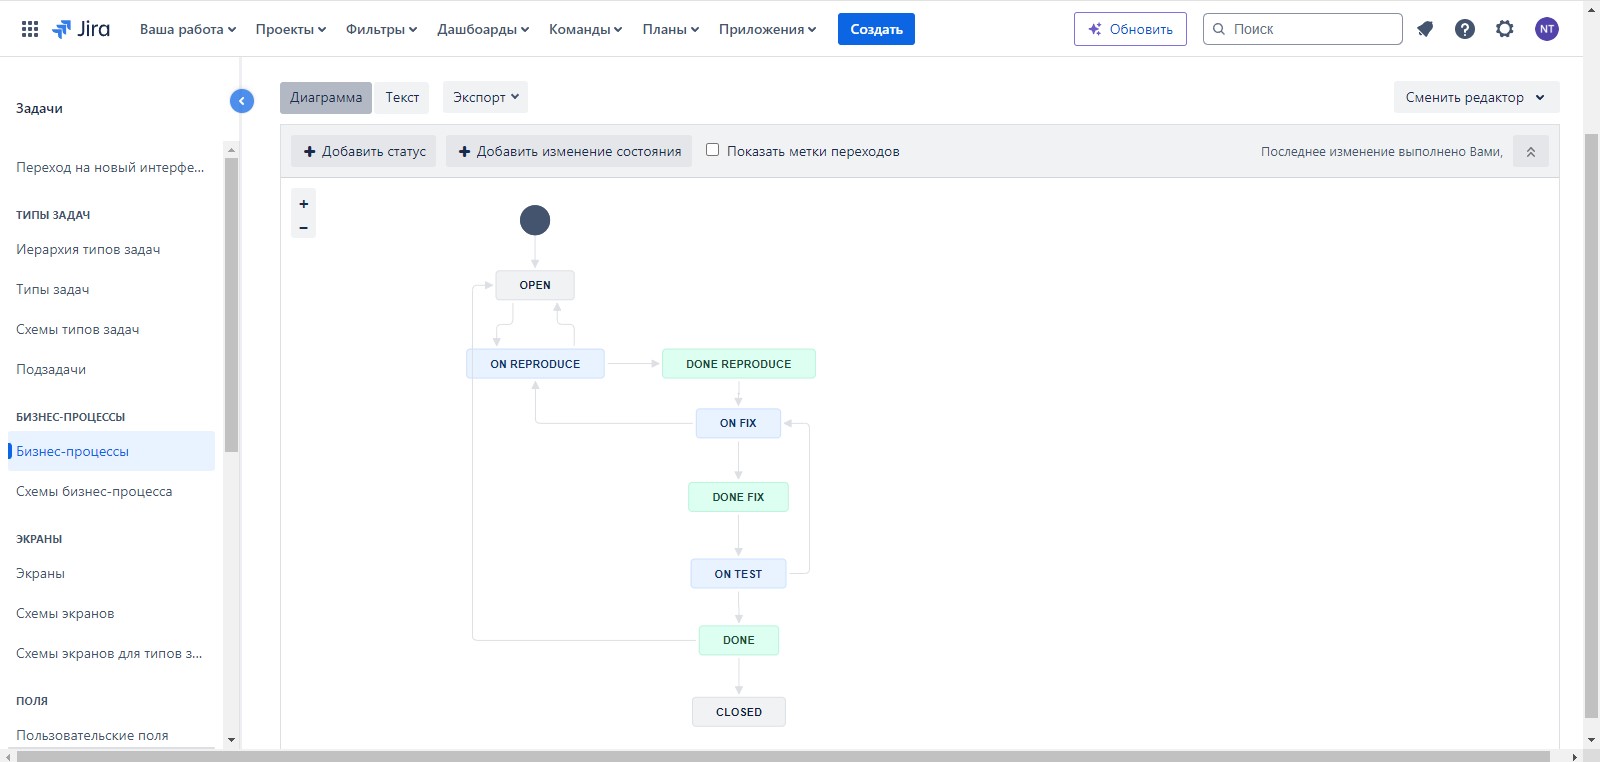 Jira
Ваша работа
Проекты
Фильтры
Дашбоарды
Команды
Планы
Приложения
Создать
Обновить
Поиск
NT
Задачи
Переход на новый интерфе...
ТИПЫ ЗАДАЧ
Иерархия типов задач
Типы задач
Схемы типов задач
Подзадачи
БИЗНЕС-ПРОЦЕССЫ
Бизнес-процессы
Схемы бизнес-процесса
ЭКРАНЫ
Экраны
Схемы экранов
Схемы экранов для типов з...
ПОЛЯ
Пользовательские поля
Диаграмма
Текст
Экспорт
Сменить редактор
+ Добавить статус
+ Добавить изменение состояния
Показать метки переходов
Последнее изменение выполнено Вами,
+
−
OPEN
ON REPRODUCE
DONE REPRODUCE
ON FIX
DONE FIX
ON TEST
DONE
CLOSED